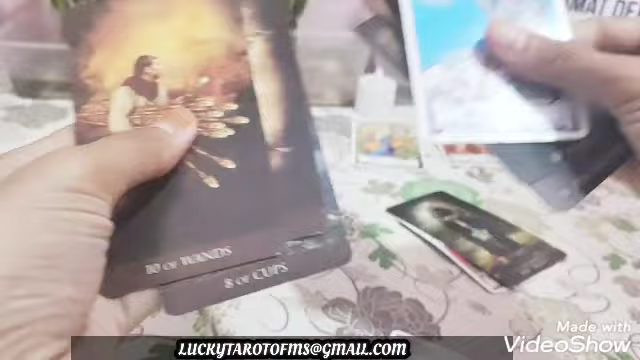 10 OF WANDS
8 OF CUPS
LUCKYTAROTOFMS@GMAIL.COM
Made with
VideoShow